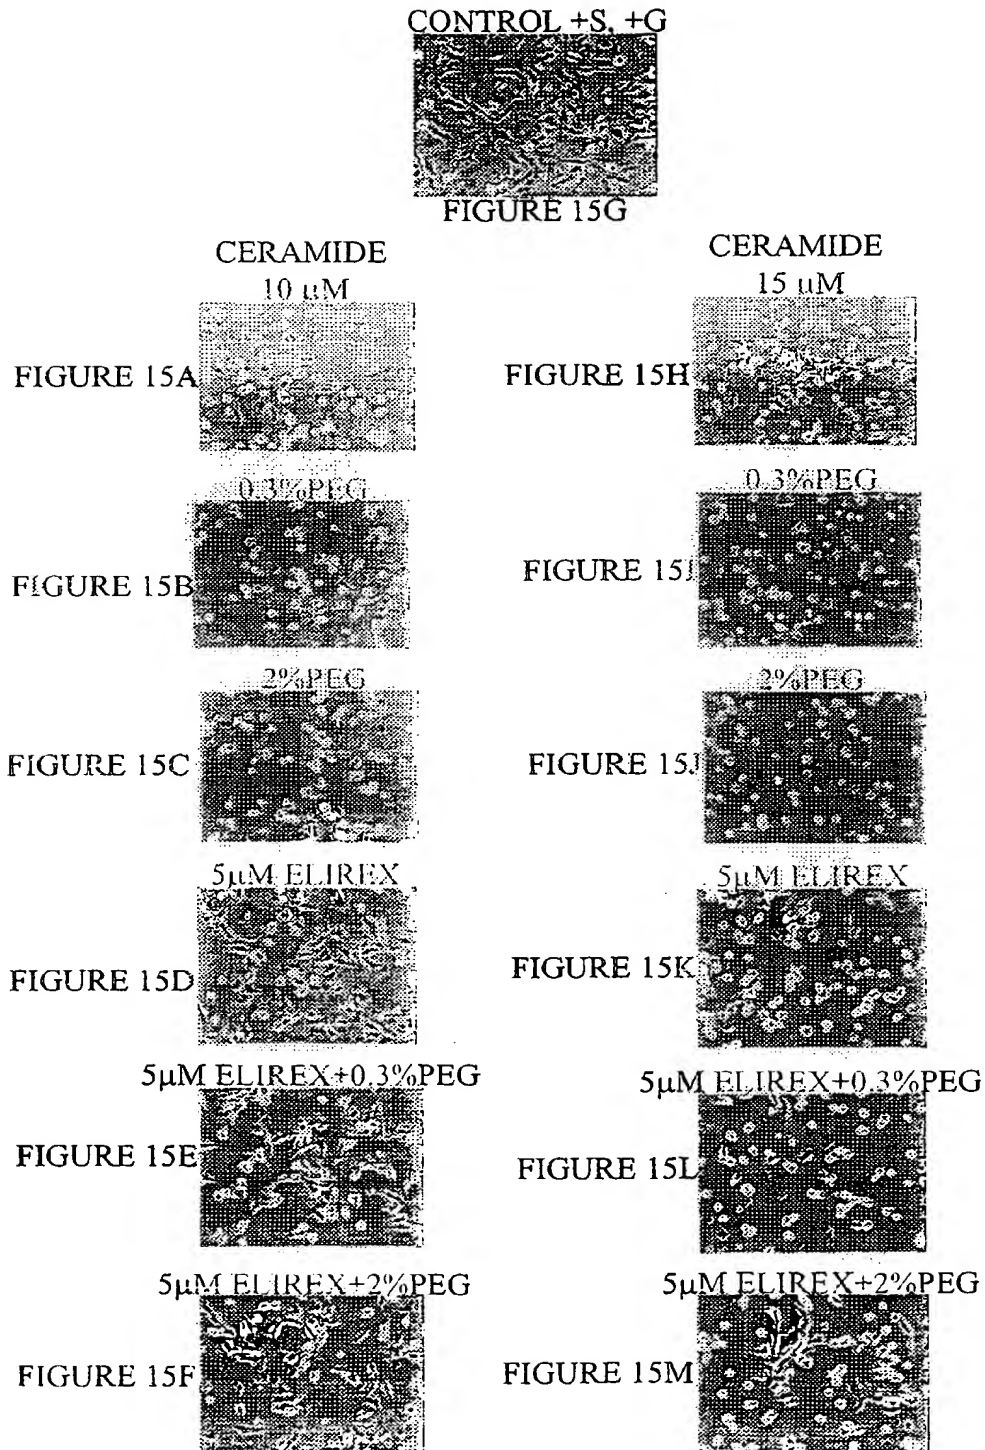 CONTROL +S, +G
FIGURE 15G
CERAMIDE
10 µM
FIGURE 15A
0.3%PEG
FIGURE 15B
2%PEG
FIGURE 15C
5µM ELIREX
FIGURE 15D
5µM ELIREX+0.3%PEG
FIGURE 15E
5µM ELIREX+2%PEG
FIGURE 15F
CERAMIDE
15 µM
FIGURE 15H
0.3%PEG
FIGURE 15I
2%PEG
FIGURE 15J
5µM ELIREX
FIGURE 15K
5µM ELIREX+0.3%PEG
FIGURE 15L
5µM ELIREX+2%PEG
FIGURE 15M